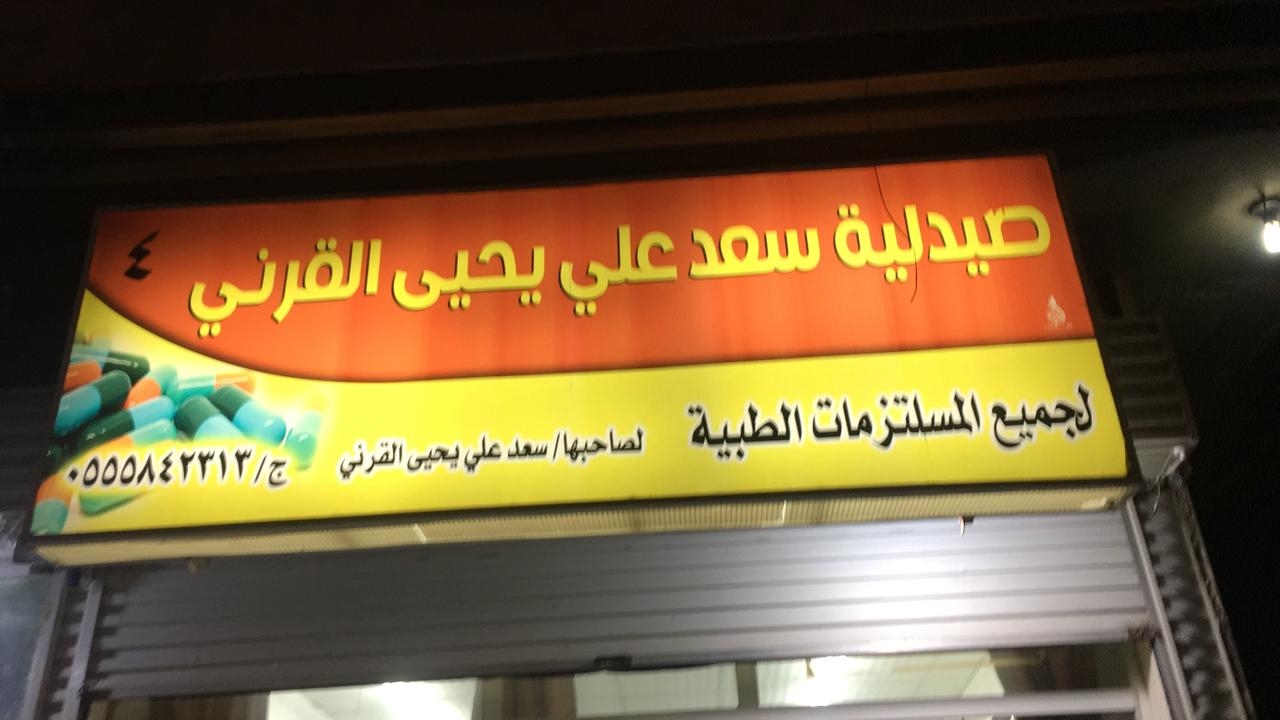 صيدلية سعد علي يحيى القرني ٤
لجميع المسلتزمات الطبية
لصاحبها/ سعد علي يحيى القرني
ج/٠٥٥٥٨٤٢٣١٣